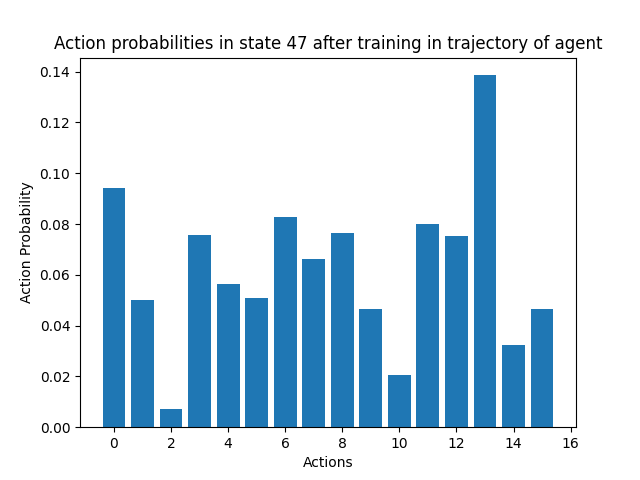 Action probabilities in state 47 after training in trajectory of agent
0.14
0.12
0.10
0.08
0.06
0.04
0.02
0.00
Action Probability
0 2 4 6 8 10 12 14 16
Actions